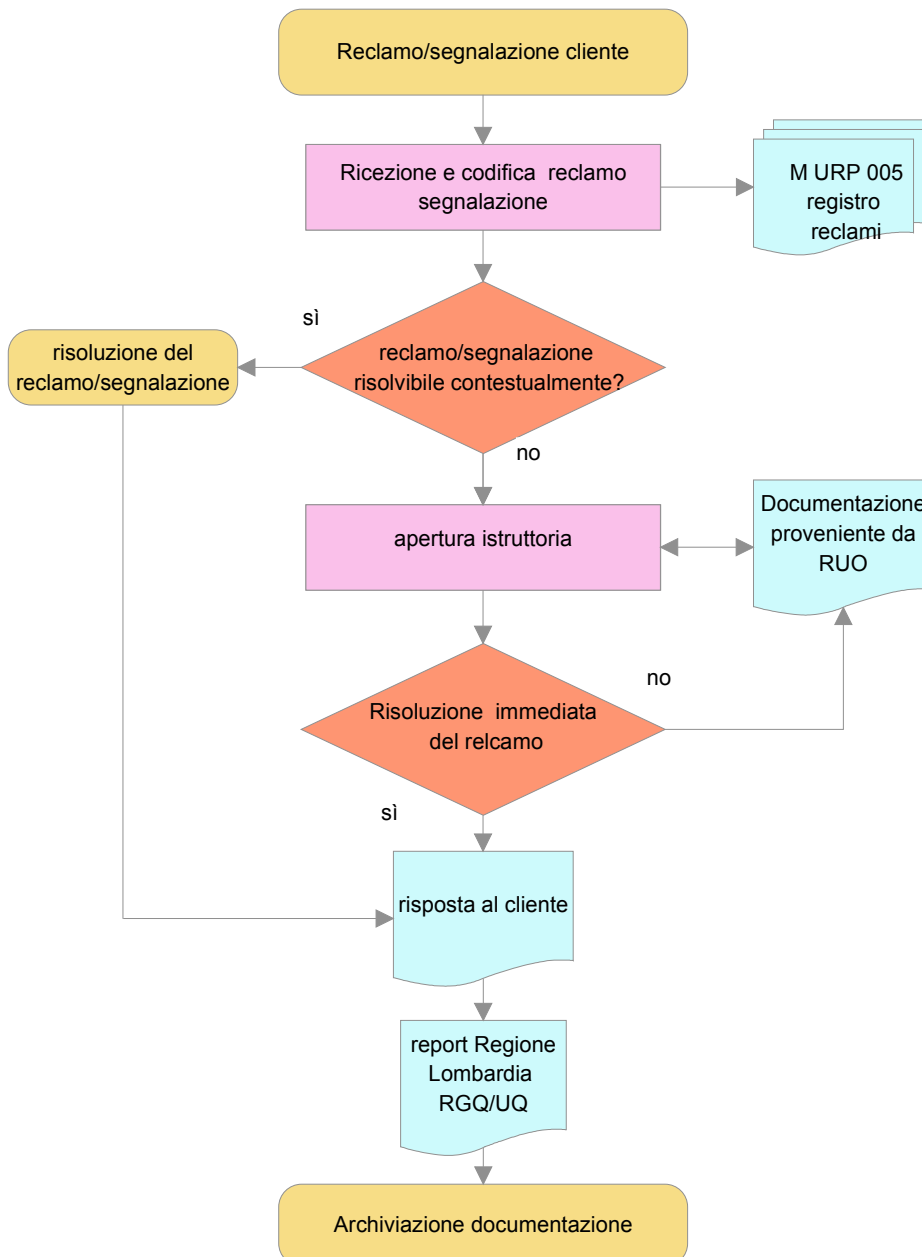 Reclamo/segnalazione cliente
Ricezione e codifica reclamo
segnalazione
M URP 005
registro
reclami
sì
reclamo/segnalazione
risolvibile contestualmente?
risoluzione del
reclamo/segnalazione
no
apertura istruttoria
Documentazione
proveniente da
RUO
no
Risoluzione immediata
del relcamo
sì
risposta al cliente
report Regione
Lombardia
RGQ/UQ
Archiviazione documentazione